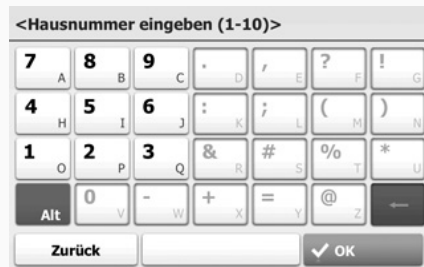 <Hausnummer eingeben (1-10)>
7 A 8 B 9 C . D , E ? F ! G
4 H 5 I 6 J : K ; L ( M ) N
1 O 2 P 3 Q & R # S % T * U
Alt 0 V - W + X = Y @ Z ←
Zurück ✓ OK